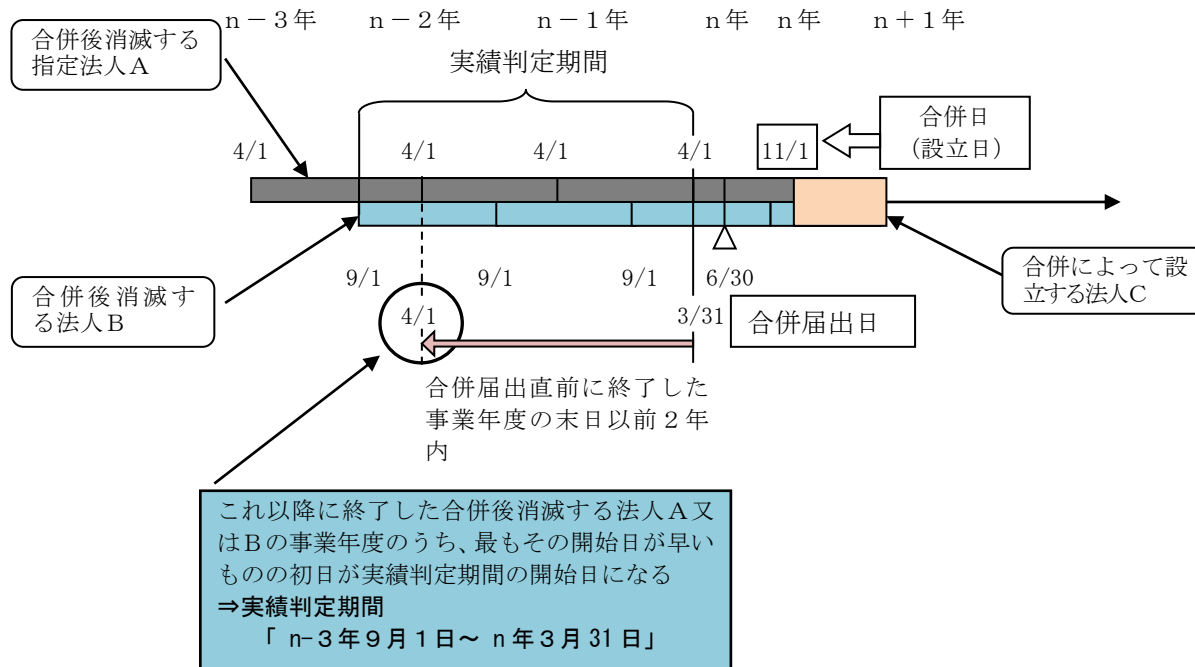 ｎ－３年 ｎ－２年 ｎ－１年 ｎ年 ｎ年 ｎ＋１年
合併後消滅する
指定法人Ａ
実績判定期間
合併日
（設立日）
4/1 4/1 4/1 4/1 11/1
合併後消滅す
る法人Ｂ
9/1 9/1 9/1 6/30
4/1 3/31 合併届出日
合併によって設
立する法人Ｃ
合併届出直前に終了した
事業年度の末日以前２年
内
これ以降に終了した合併後消滅する法人Ａ又
はＢの事業年度のうち、最もその開始日が早い
ものの初日が実績判定期間の開始日になる
⇒実績判定期間
「 n-３年９月１日～ n 年３月 31 日」